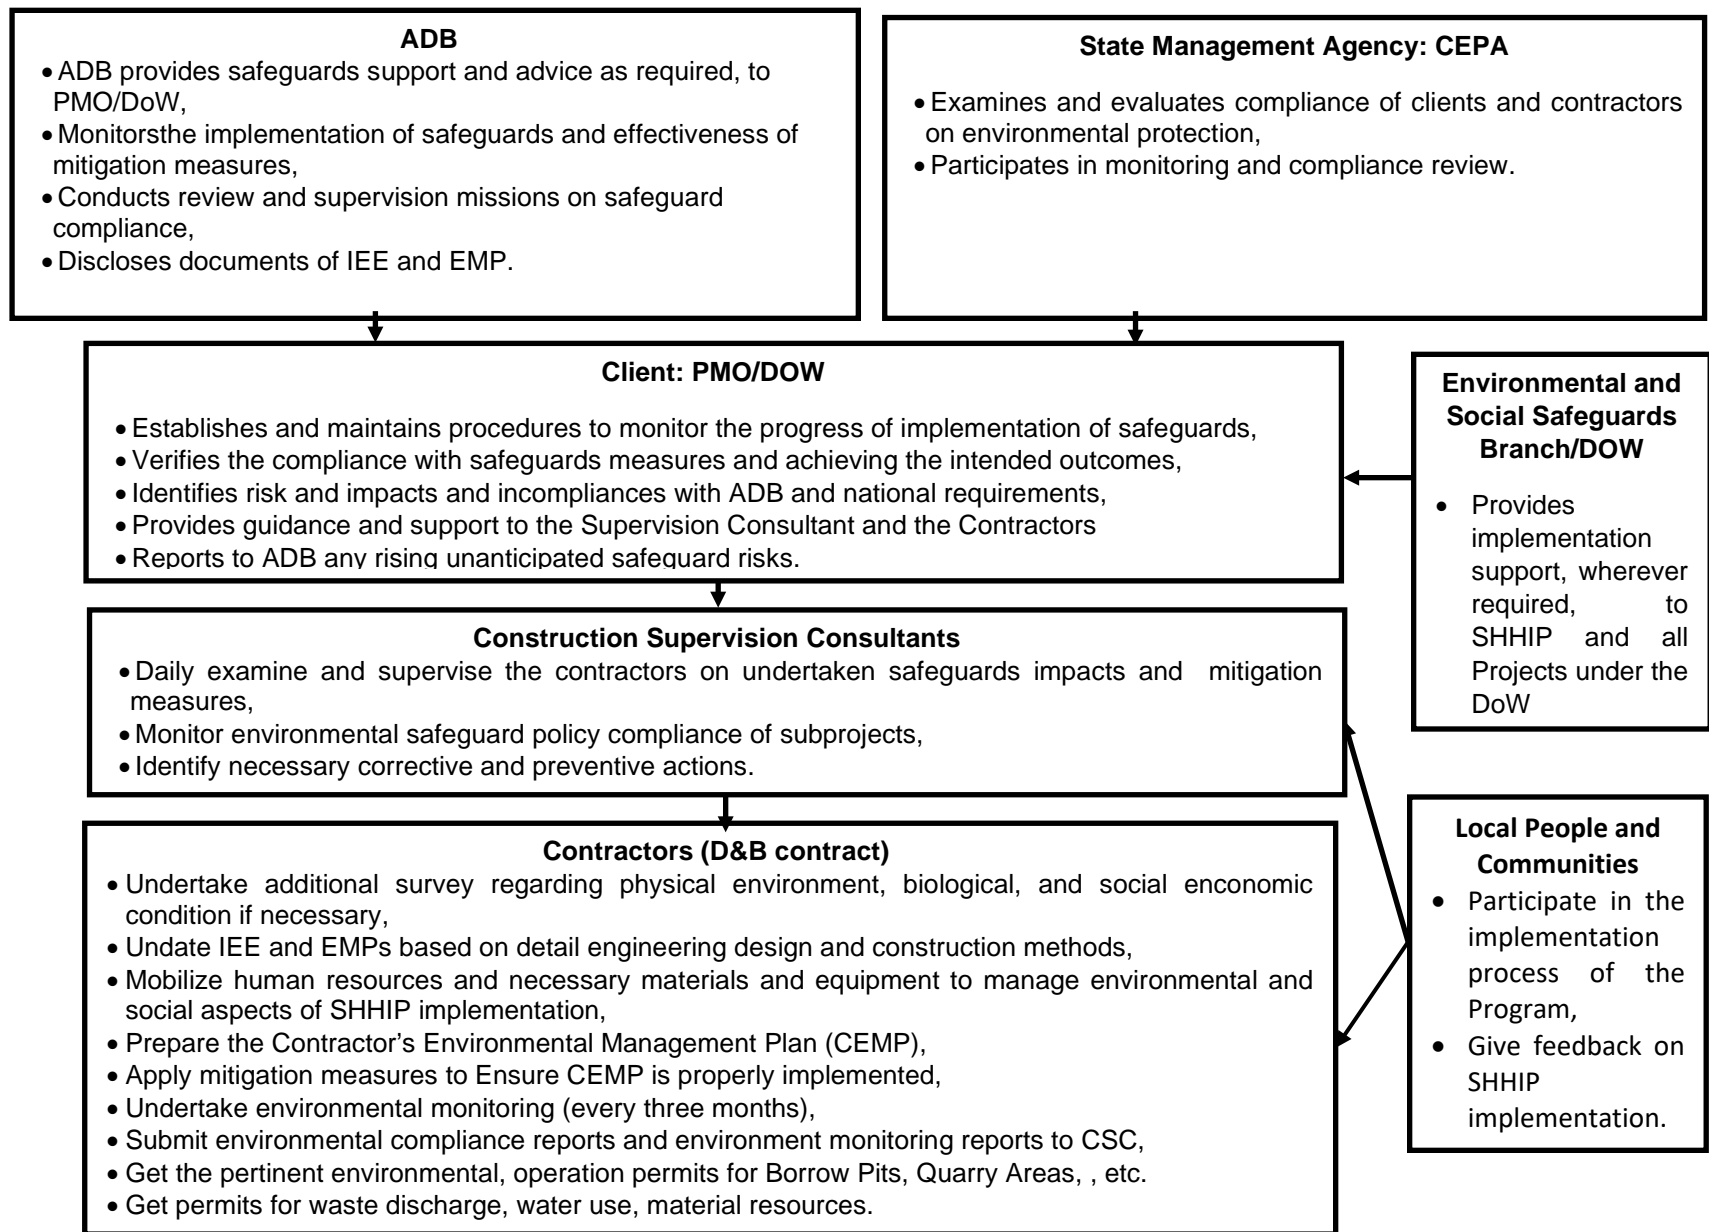 ADB
• ADB provides safeguards support and advice as required, to
PMO/DoW,
• Monitorsthe implementation of safeguards and effectiveness of
mitigation measures,
• Conducts review and supervision missions on safeguard
compliance,
• Discloses documents of IEE and EMP.
State Management Agency: CEPA
• Examines and evaluates compliance of clients and contractors
on environmental protection,
• Participates in monitoring and compliance review.
Client: PMO/DOW
• Establishes and maintains procedures to monitor the progress of implementation of safeguards,
• Verifies the compliance with safeguards measures and achieving the intended outcomes,
• Identifies risk and impacts and incompliances with ADB and national requirements,
• Provides guidance and support to the Supervision Consultant and the Contractors
• Reports to ADB any rising unanticipated safeguard risks.
Environmental and
Social Safeguards
Branch/DOW
• Provides
implementation
support, wherever
required, to
SHHIP and all
Projects under the
DoW
Construction Supervision Consultants
• Daily examine and supervise the contractors on undertaken safeguards impacts and mitigation
measures,
• Monitor environmental safeguard policy compliance of subprojects,
• Identify necessary corrective and preventive actions.
Contractors (D&B contract)
• Undertake additional survey regarding physical environment, biological, and social enconomic
condition if necessary,
• Undate IEE and EMPs based on detail engineering design and construction methods,
• Mobilize human resources and necessary materials and equipment to manage environmental and
social aspects of SHHIP implementation,
• Prepare the Contractor's Environmental Management Plan (CEMP),
• Apply mitigation measures to Ensure CEMP is properly implemented,
• Undertake environmental monitoring (every three months),
• Submit environmental compliance reports and environment monitoring reports to CSC,
• Get the pertinent environmental, operation permits for Borrow Pits, Quarry Areas, , etc.
• Get permits for waste discharge, water use, material resources.
Local People and
Communities
• Participate in the
implementation
process of the
Program,
• Give feedback on
SHHIP
implementation.